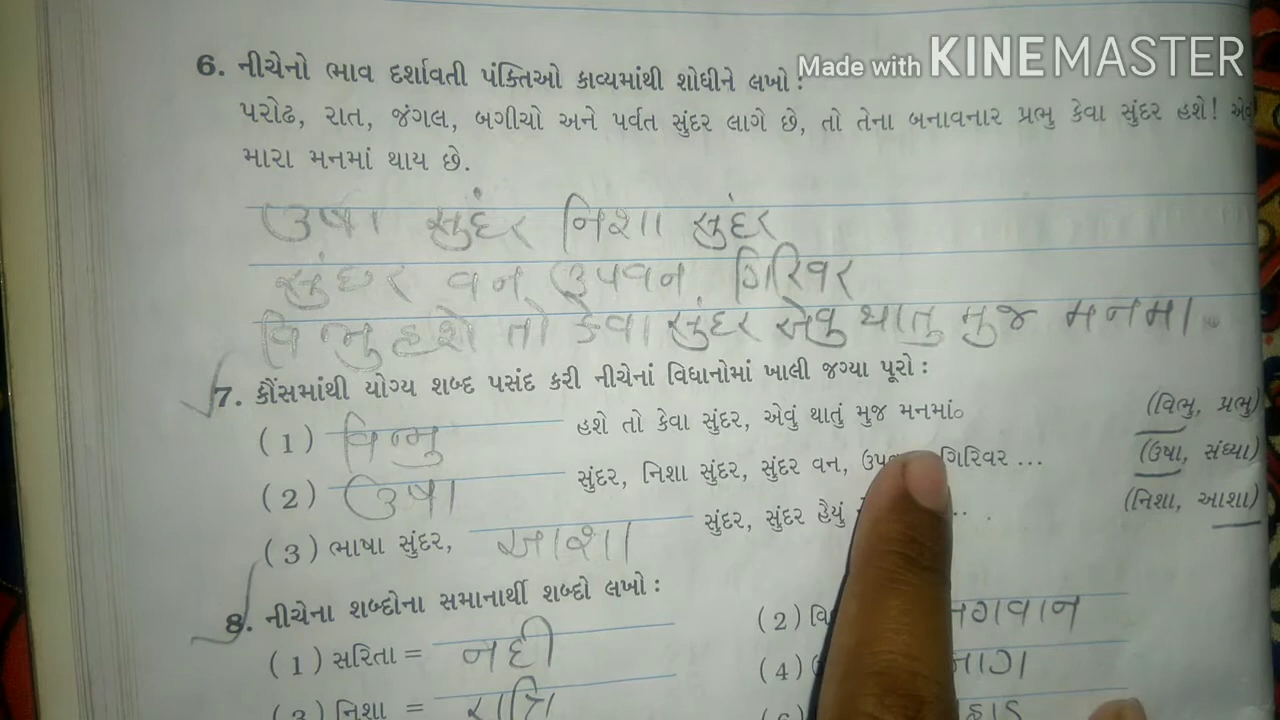 Made with KINEMASTER
6. નીચેનો ભાવ દર્શાવતી પંક્તિઓ કાવ્યમાંથી શોધીને લખો :
પરોઢ, રાત, જંગલ, બગીચો અને પર્વત સુંદર લાગે છે, તો તેના બનાવનાર પ્રભુ કેવા સુંદર હશે! એવું
મારા મનમાં થાય છે.
ઉષા સુંદર નિશા સુંદર
સુંદર વન ઉપવન ગિરિવર
વિભુ હશે તો કેવા સુંદર એવુ થાતુ મુજ મનમા.
7. કૌંસમાંથી યોગ્ય શબ્દ પસંદ કરી નીચેનાં વિધાનોમાં ખાલી જગ્યા પૂરો :
(1) વિભુ હશે તો કેવા સુંદર, એવું થાતું મુજ મનમાં૦ (વિભુ, પ્રભુ)
(2) ઉષા સુંદર, નિશા સુંદર, સુંદર વન, ગિરિવર ... (ઉષા, સંધ્યા)
(3) ભાષા સુંદર, આશા સુંદર, સુંદર હૈયું .. (નિશા, આશા)
8. નીચેના શબ્દોના સમાનાર્થી શબ્દો લખો :
(1) સરિતા = નદી (2) વિ ભગવાન
(3) નિશા = રાત્રિ (4) બાગ